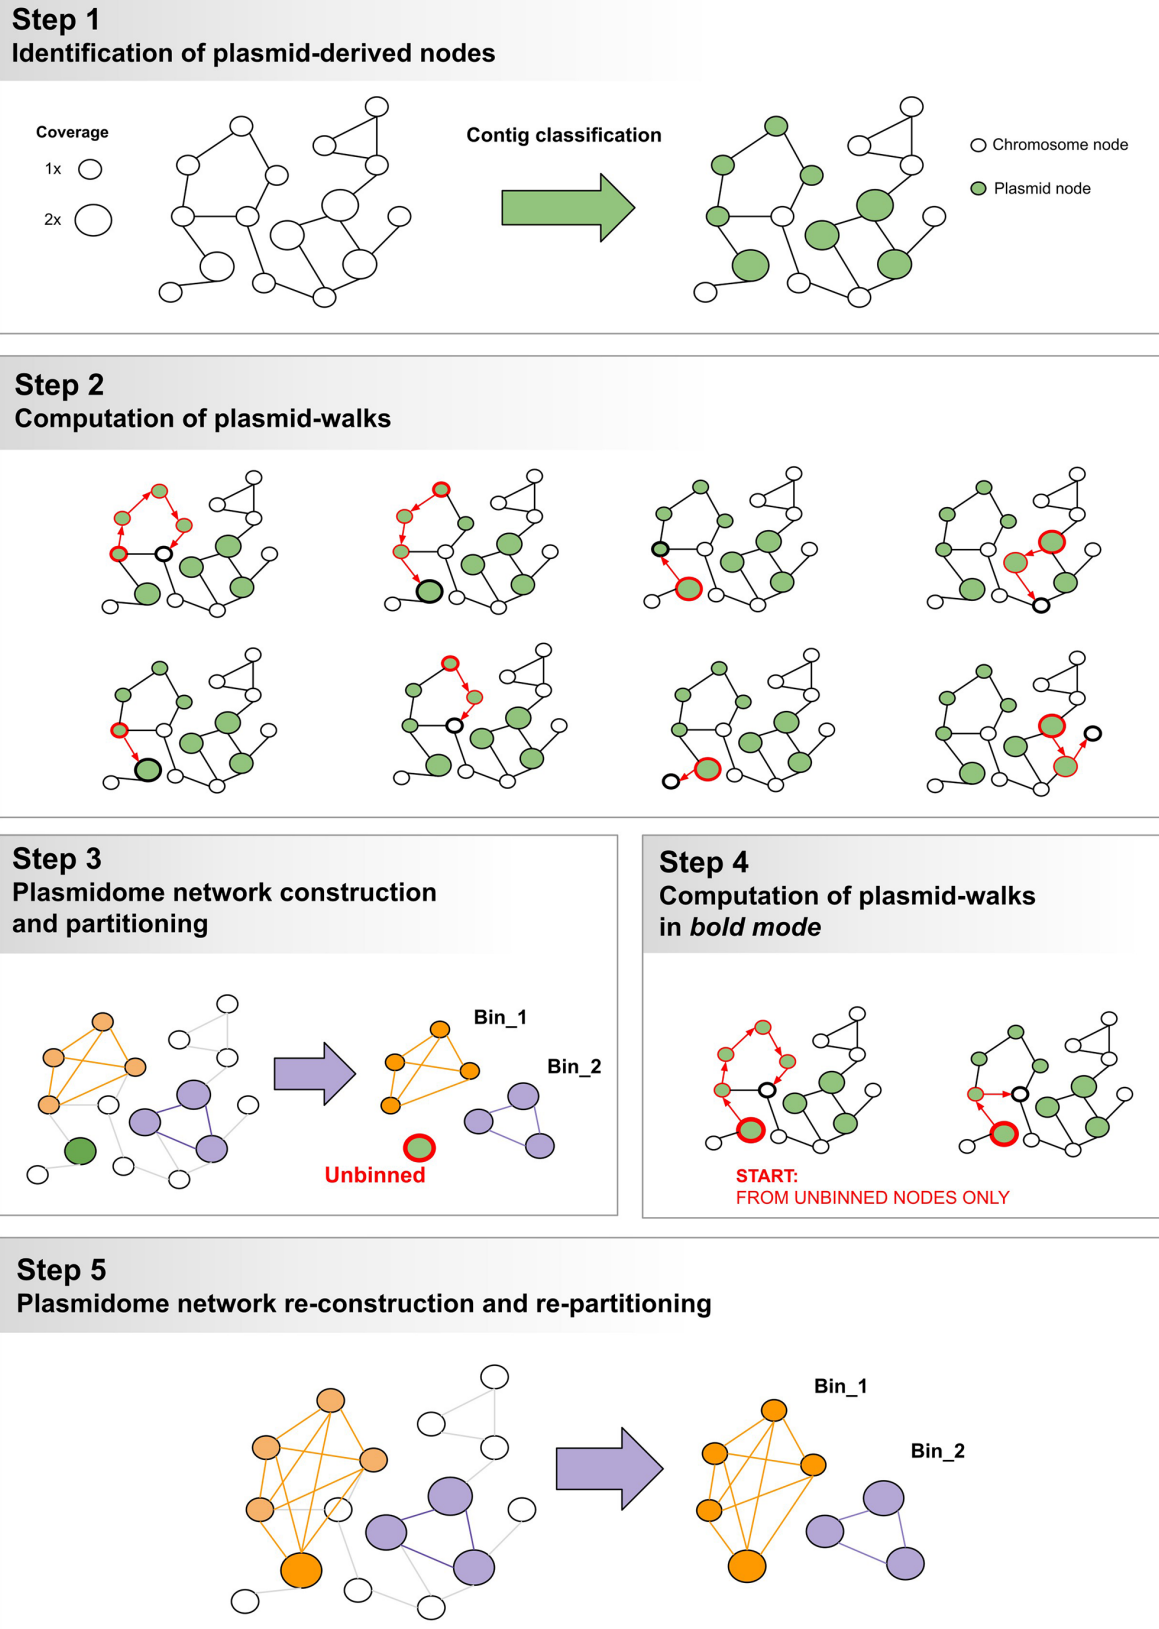 Step 1
Identification of plasmid-derived nodes
Coverage
1x
2x
Contig classification
Chromosome node
Plasmid node
Step 2
Computation of plasmid-walks
Step 3
Plasmidome network construction
and partitioning
Bin_1
Bin_2
Unbinned
Step 4
Computation of plasmid-walks
in bold mode
START:
FROM UNBINNED NODES ONLY
Step 5
Plasmidome network re-construction and re-partitioning
Bin_1
Bin_2